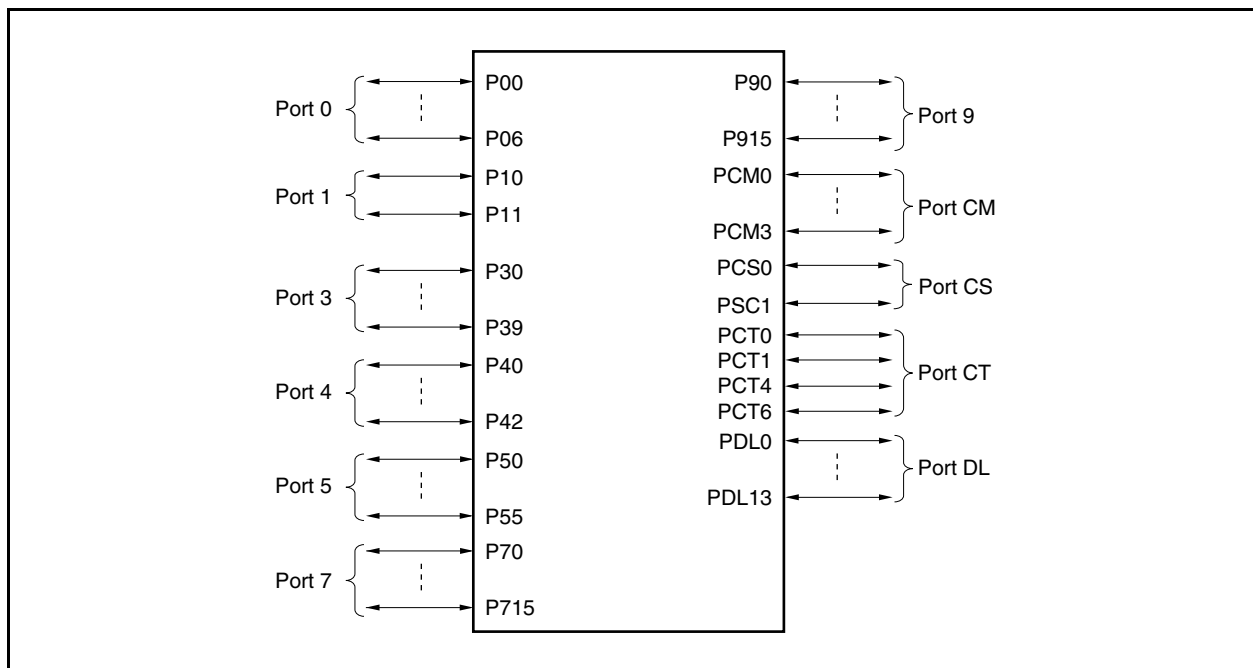 Port 0
P00
P06
Port 1
P10
P11
Port 3
P30
P39
Port 4
P40
P42
Port 5
P50
P55
Port 7
P70
P715
P90
P915
Port 9
PCM0
PCM3
Port CM
PCS0
PSC1
Port CS
PCT0
PCT1
PCT4
PCT6
Port CT
PDL0
PDL13
Port DL